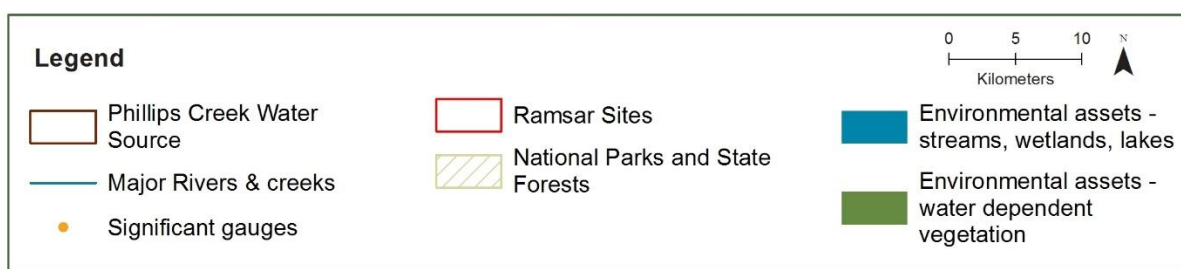 Legend
0 5 10
Kilometers
N
Phillips Creek Water
Source
Major Rivers & creeks
Significant gauges
Ramsar Sites
National Parks and State
Forests
Environmental assets -
streams, wetlands, lakes
Environmental assets -
water dependent
vegetation